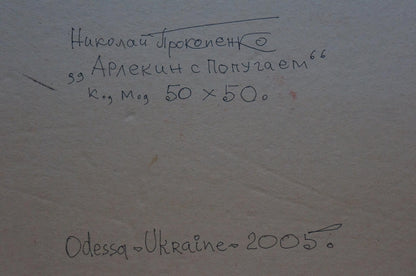 Николай Прокопенко
„Арлекин с попугаем“
к., м., 50 × 50.
Odessa - Ukraine - 2005.